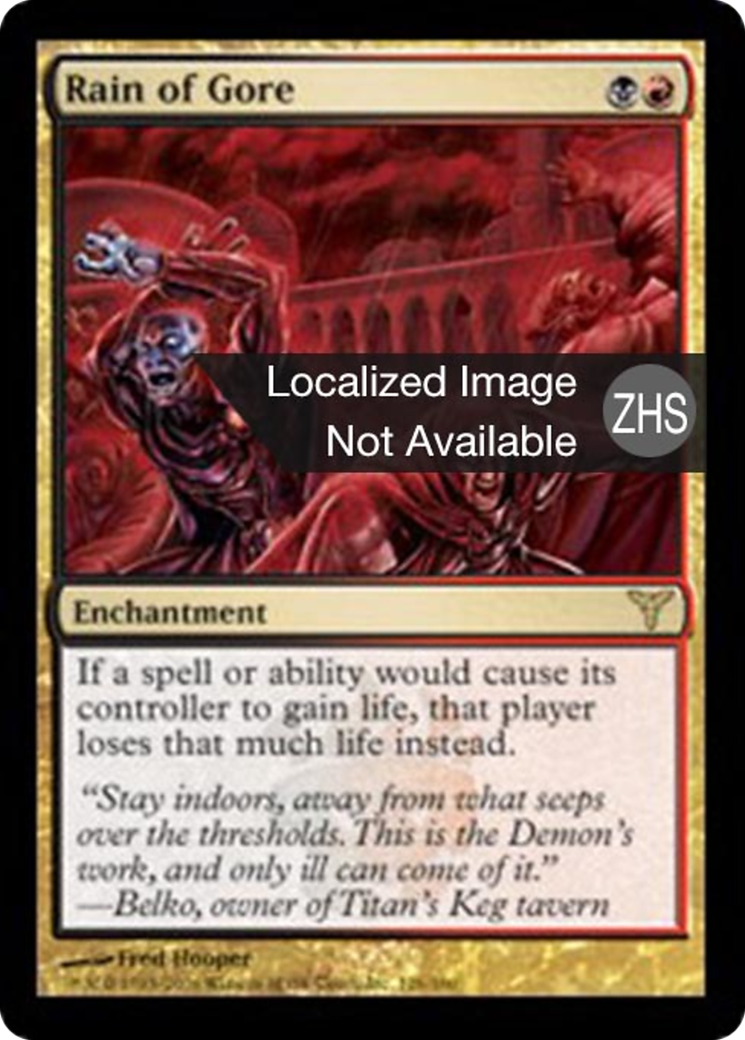 Rain of Gore
Localized Image
Not Available
ZHS
Enchantment
If a spell or ability would cause its
controller to gain life, that player
loses that much life instead.
“Stay indoors, away from what seeps
over the thresholds. This is the Demon’s
work, and only ill can come of it.”
—Belko, owner of Titan’s Keg tavern
Fred Hooper